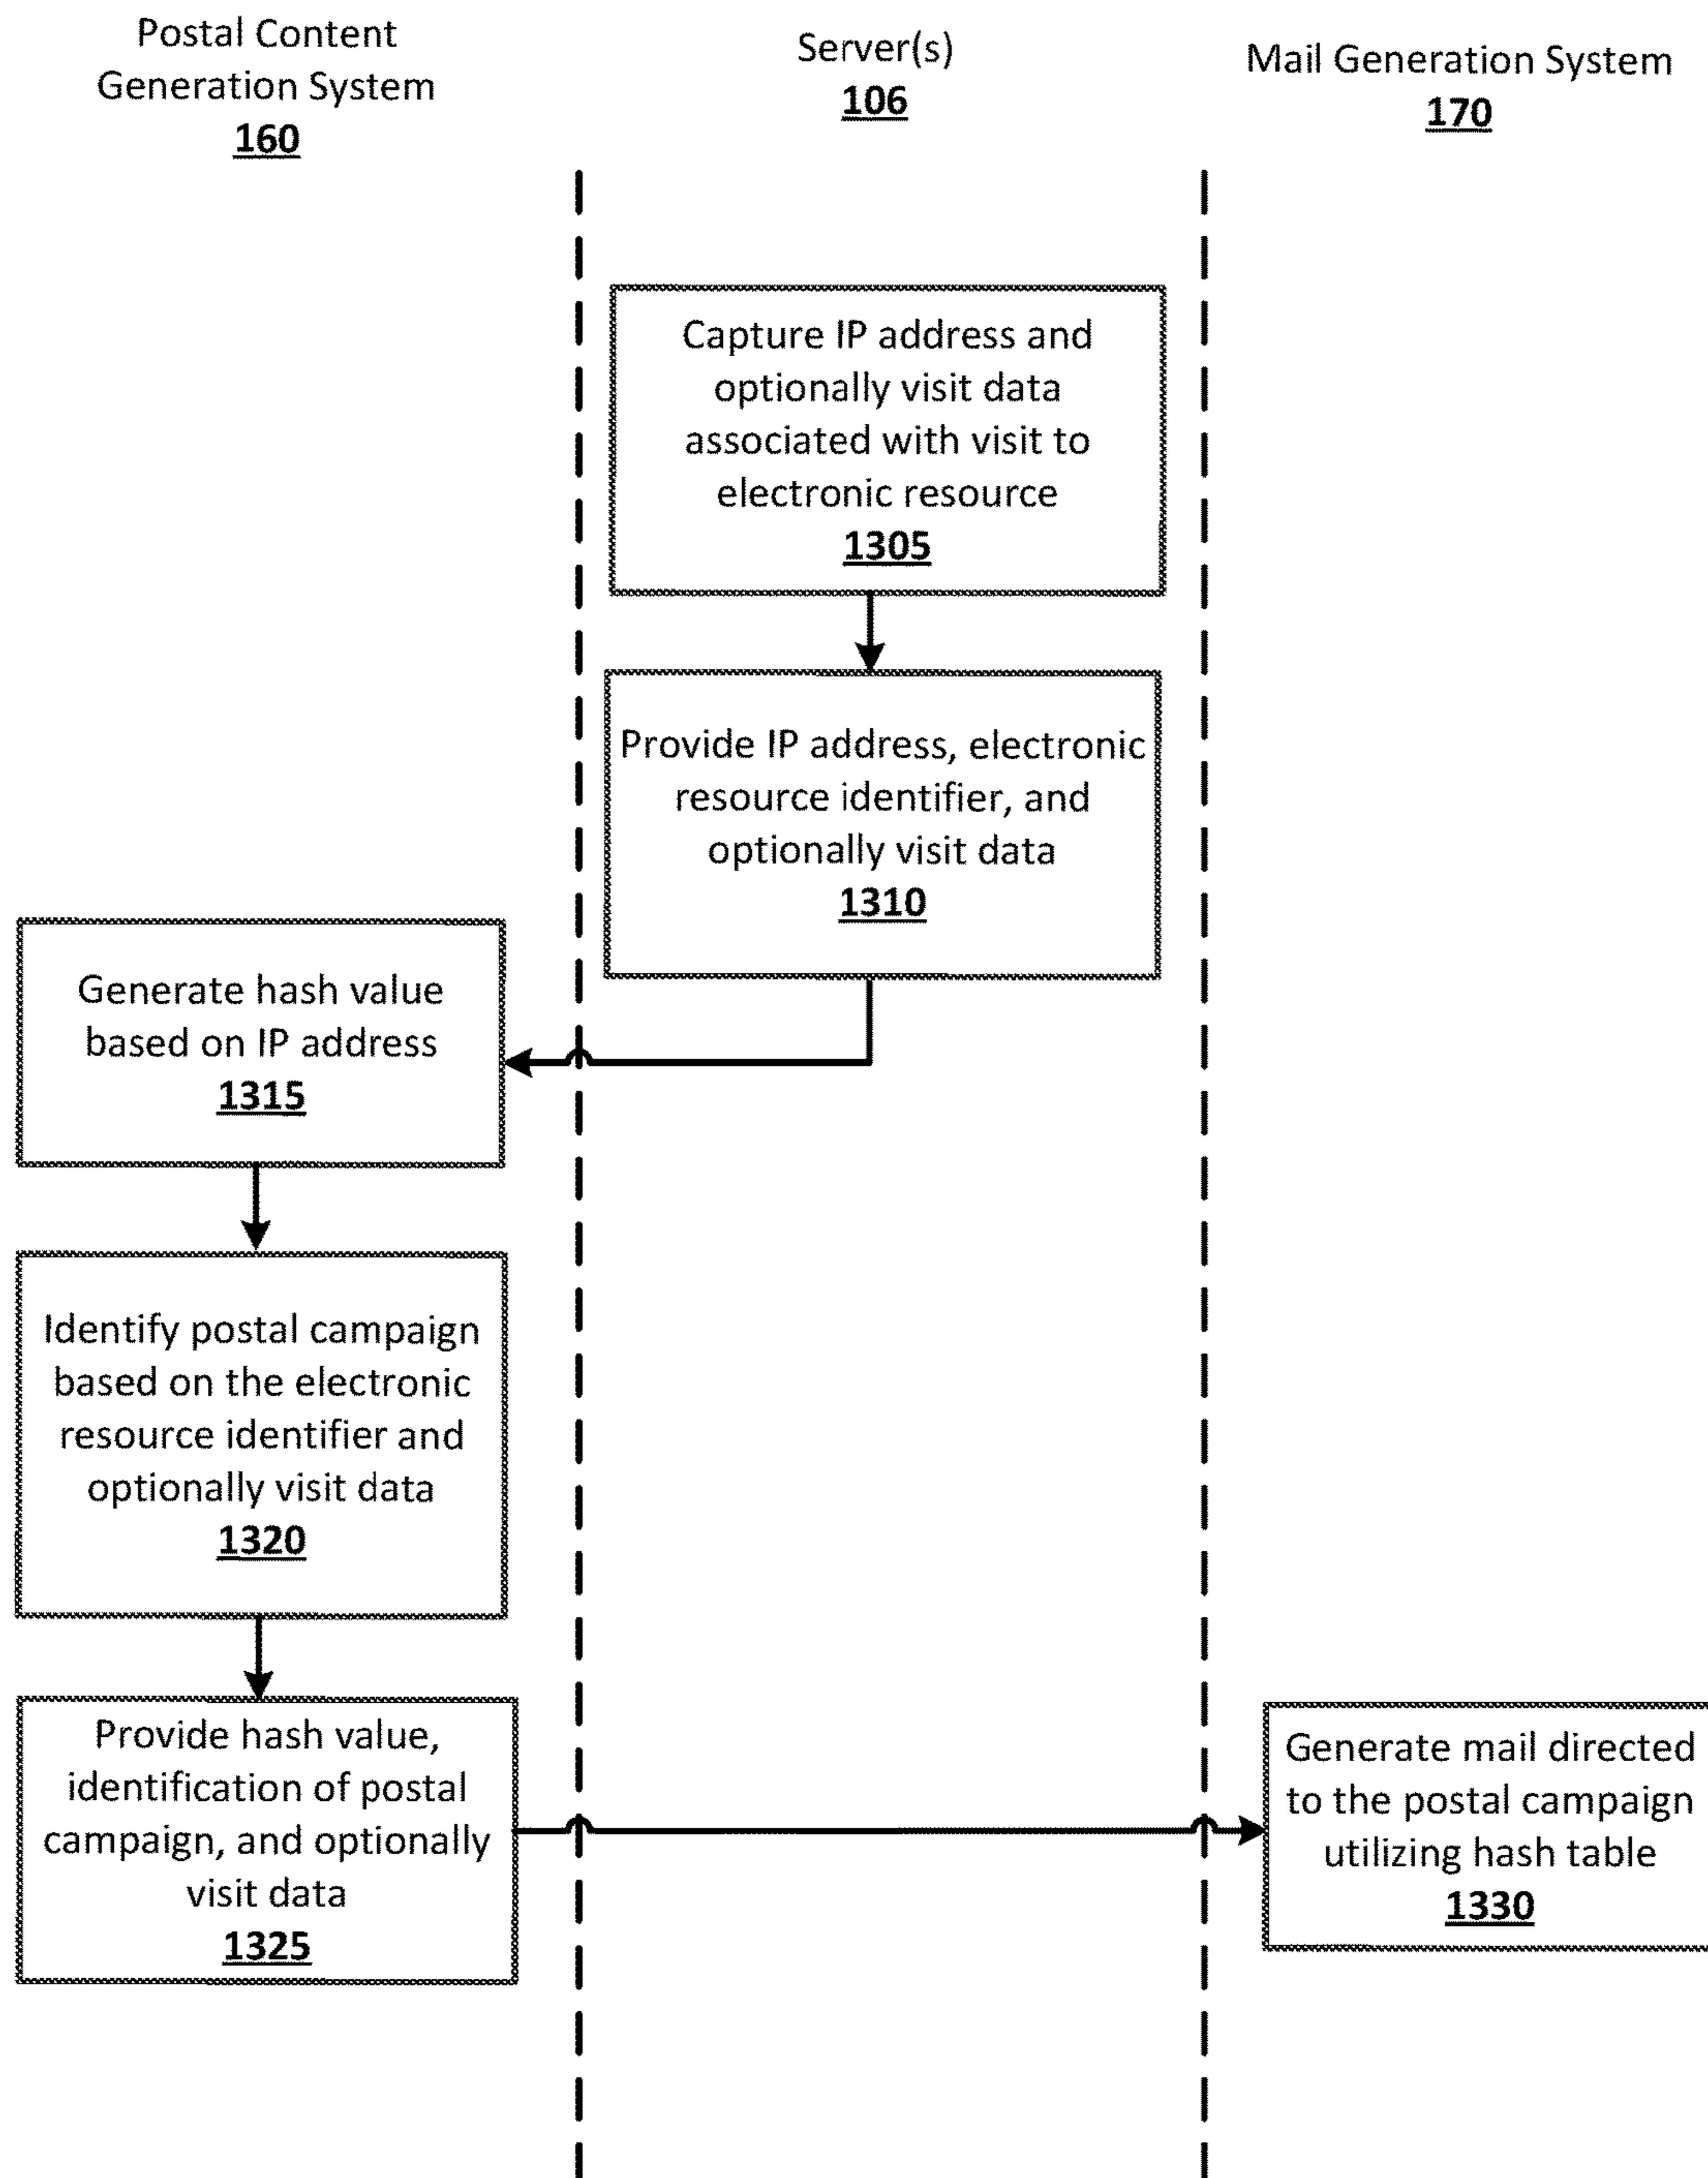 Postal Content
Generation System
160
Server(s)
106
Mail Generation System
170
Capture IP address and
optionally visit data
associated with visit to
electronic resource
1305
Provide IP address, electronic
resource identifier, and
optionally visit data
1310
Generate hash value
based on IP address
1315
Identify postal campaign
based on the electronic
resource identifier and
optionally visit data
1320
Provide hash value,
identification of postal
campaign, and optionally
visit data
1325
Generate mail directed
to the postal campaign
utilizing hash table
1330